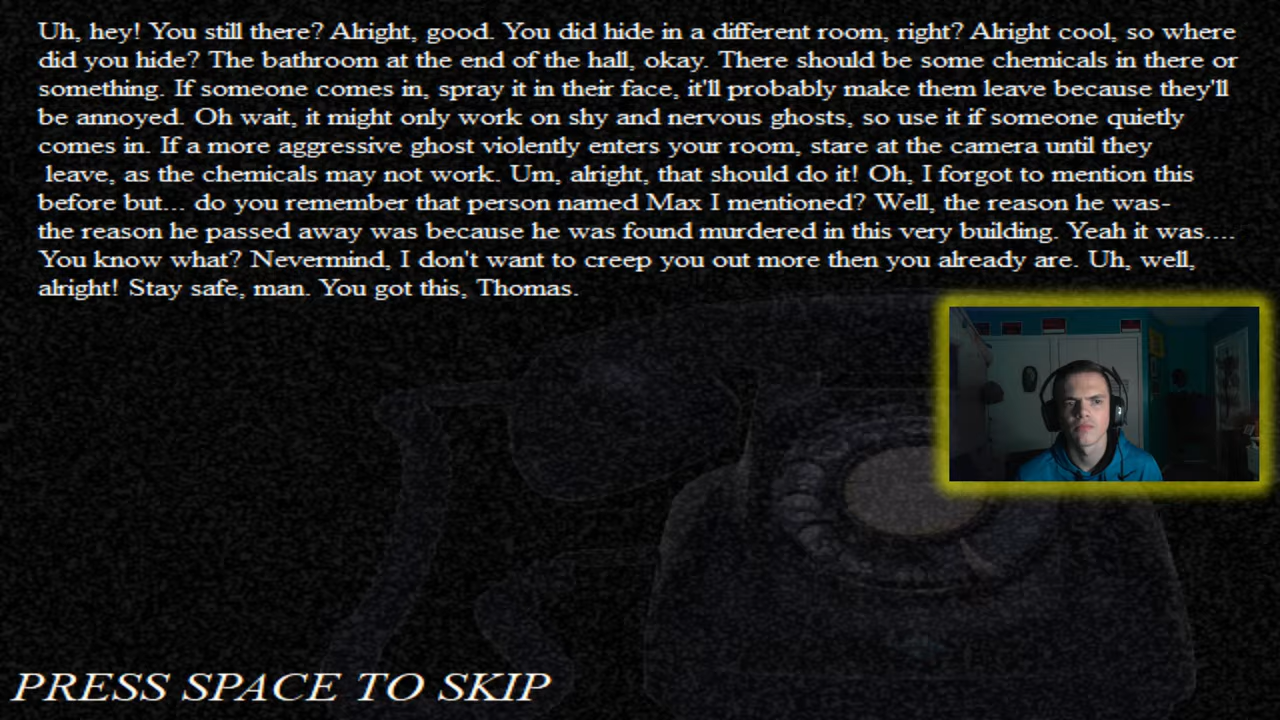 Uh, hey! You still there? Alright, good. You did hide in a different room, right? Alright cool, so where
did you hide? The bathroom at the end of the hall, okay. There should be some chemicals in there or
something. If someone comes in, spray it in their face, it'll probably make them leave because they'll
be annoyed. Oh wait, it might only work on shy and nervous ghosts, so use it if someone quietly
comes in. If a more aggressive ghost violently enters your room, stare at the camera until they
leave, as the chemicals may not work. Um, alright, that should do it! Oh, I forgot to mention this
before but... do you remember that person named Max I mentioned? Well, the reason he was-
the reason he passed away was because he was found murdered in this very building. Yeah it was....
You know what? Nevermind, I don't want to creep you out more then you already are. Uh, well,
alright! Stay safe, man. You got this, Thomas.
PRESS SPACE TO SKIP